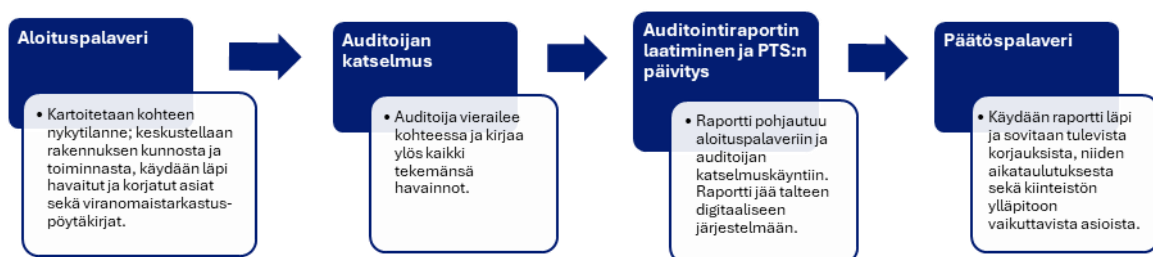 Aloituspalaveri
• Kartoitetaan kohteen
nykytilanne; keskustellaan
rakennuksen kunnosta ja
toiminnasta, käydään läpi
havaitut ja korjatut asiat
sekä viranomaistarkastus-
pöytäkirjat.
Auditoijan
katselmus
• Auditoija vierailee
kohteessa ja kirjaa
ylös kaikki
tekemänsä
havainnot.
Auditointiraportin
laatiminen ja PTS:n
päivitys
• Raportti pohjautuu
aloituspalaveriin ja
auditoijan
katselmuskäyntiin.
Raportti jää talteen
digitaaliseen
järjestelmään.
Päätöspalaveri
• Käydään raportti läpi
ja sovitaan tulevista
korjauksista, niiden
aikataulutuksesta
sekä kiinteistön
ylläpitoon
vaikuttavista asioista.